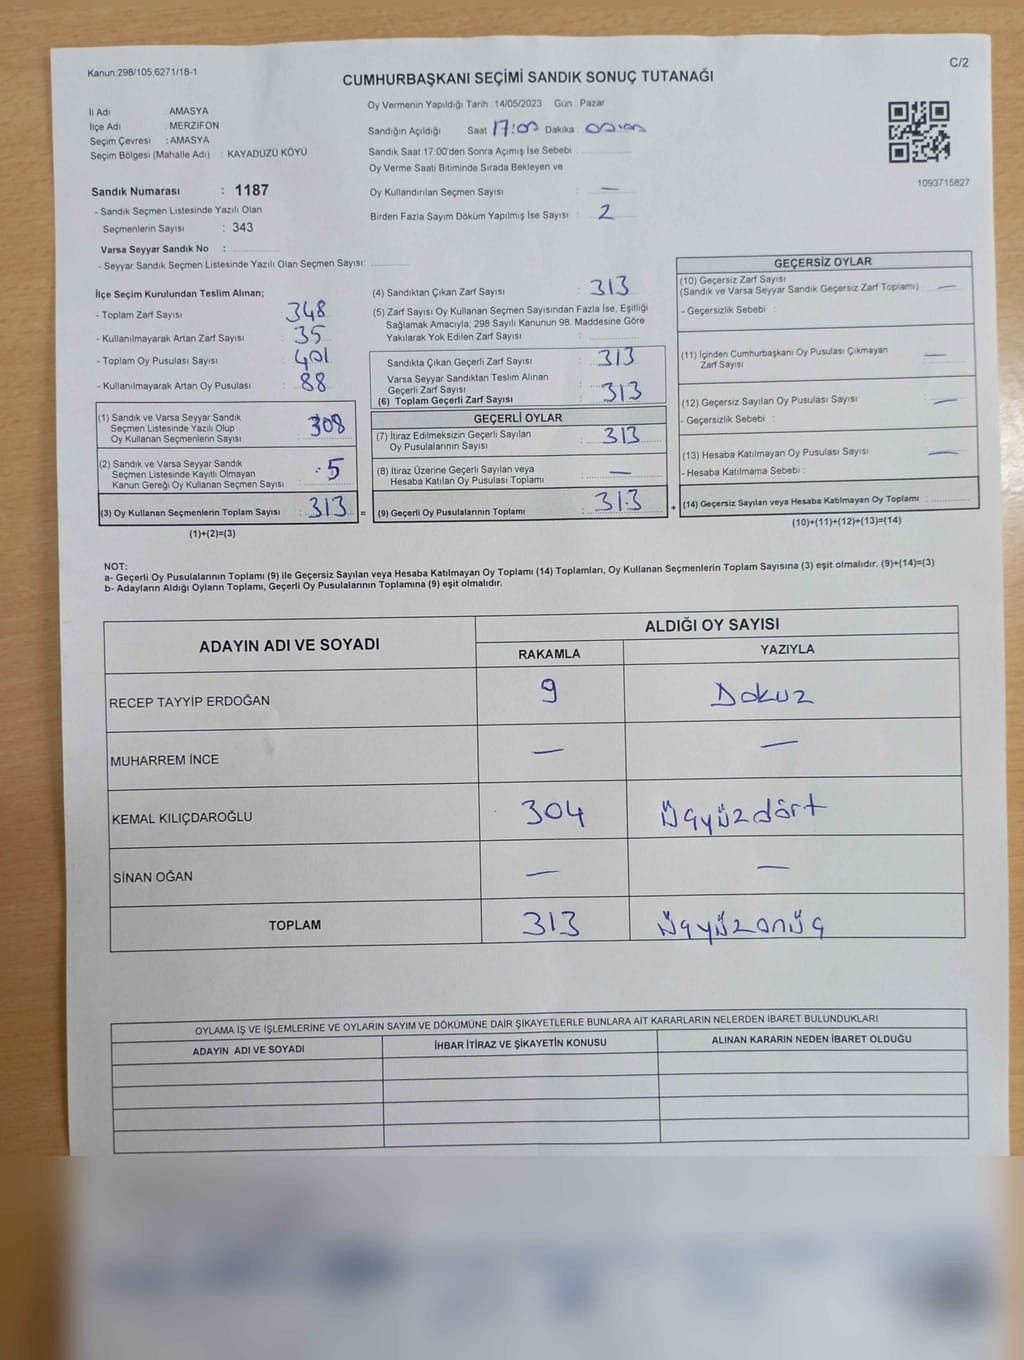 Kanun:298/105,6271/18-1
C/2
CUMHURBAŞKANI SEÇİMİ SANDIK SONUÇ TUTANAĞI
İl Adı : AMASYA
İlçe Adı : MERZİFON
Seçim Çevresi : AMASYA
Seçim Bölgesi (Mahalle Adı) : KAYADÜZÜ KÖYÜ
Sandık Numarası : 1187
- Sandık Seçmen Listesinde Yazılı Olan
Seçmenlerin Sayısı : 343
Varsa Seyyar Sandık No :
- Seyyar Sandık Seçmen Listesinde Yazılı Olan Seçmen Sayısı:
Oy Vermenin Yapıldığı Tarih : 14/05/2023 Gün : Pazar
Sandığın Açıldığı Saat 17:00 Dakika
Sandık Saat 17:00'den Sonra Açımış İse Sebebi :
Oy Verme Saati Bitiminde Sırada Bekleyen ve
Oy Kullandırılan Seçmen Sayısı : —
Birden Fazla Sayım Döküm Yapılmış İse Sayısı : 2
1093715827
İlçe Seçim Kurulundan Teslim Alınan;
- Toplam Zarf Sayısı : 348
- Kullanılmayarak Artan Zarf Sayısı : 35
- Toplam Oy Pusulası Sayısı : 401
- Kullanılmayarak Artan Oy Pusulası : 88
(1) Sandık ve Varsa Seyyar Sandık
Seçmen Listesinde Yazılı Olup
Oy Kullanan Seçmenlerin Sayısı : 308
(2) Sandık ve Varsa Seyyar Sandık
Seçmen Listesinde Kayıtlı Olmayan
Kanun Gereği Oy Kullanan Seçmen Sayısı : 5
(3) Oy Kullanan Seçmenlerin Toplam Sayısı : 313 =
(1)+(2)=(3)
(4) Sandıktan Çıkan Zarf Sayısı : 313
(5) Zarf Sayısı Oy Kullanan Seçmen Sayısından Fazla İse, Eşitliği
Sağlamak Amacıyla, 298 Sayılı Kanunun 98. Maddesine Göre
Yakılarak Yok Edilen Zarf Sayısı :
Sandıkta Çıkan Geçerli Zarf Sayısı : 313
Varsa Seyyar Sandıktan Teslim Alınan
Geçerli Zarf Sayısı
(6) Toplam Geçerli Zarf Sayısı : 313
GEÇERLİ OYLAR
(7) İtiraz Edilmeksizin Geçerli Sayılan
Oy Pusulalarının Sayısı : 313
(8) İtiraz Üzerine Geçerli Sayılan veya
Hesaba Katılan Oy Pusulası Toplamı : —
(9) Geçerli Oy Pusulalarının Toplamı : 313 +
GEÇERSİZ OYLAR
(10) Geçersiz Zarf Sayısı
(Sandık ve Varsa Seyyar Sandık Geçersiz Zarf Toplamı) : —
- Geçersizlik Sebebi :
(11) İçinden Cumhurbaşkanı Oy Pusulası Çıkmayan
Zarf Sayısı : —
(12) Geçersiz Sayılan Oy Pusulası Sayısı : —
- Geçersizlik Sebebi :
(13) Hesaba Katılmayan Oy Pusulası Sayısı : —
- Hesaba Katılmama Sebebi :
(14) Geçersiz Sayılan veya Hesaba Katılmayan Oy Toplamı :
(10)+(11)+(12)+(13)=(14)
NOT:
a- Geçerli Oy Pusulalarının Toplamı (9) ile Geçersiz Sayılan veya Hesaba Katılmayan Oy Toplamı (14) Toplamları, Oy Kullanan Seçmenlerin Toplam Sayısına (3) eşit olmalıdır. (9)+(14)=(3)
b- Adayların Aldığı Oyların Toplamı, Geçerli Oy Pusulalarının Toplamına (9) eşit olmalıdır.
ADAYIN ADI VE SOYADI
ALDIĞI OY SAYISI
RAKAMLA YAZIYLA
RECEP TAYYİP ERDOĞAN 9 Dokuz
MUHARREM İNCE — —
KEMAL KILIÇDAROĞLU 304 üçyüzdört
SİNAN OĞAN — —
TOPLAM 313 üçyüzonüç
OYLAMA İŞ VE İŞLEMLERİNE VE OYLARIN SAYIM VE DÖKÜMÜNE DAİR ŞİKAYETLERLE BUNLARA AİT KARARLARIN NELERDEN İBARET BULUNDUKLARI
ADAYIN ADI VE SOYADI İHBAR İTİRAZ VE ŞİKAYETİN KONUSU ALINAN KARARIN NEDEN İBARET OLDUĞU